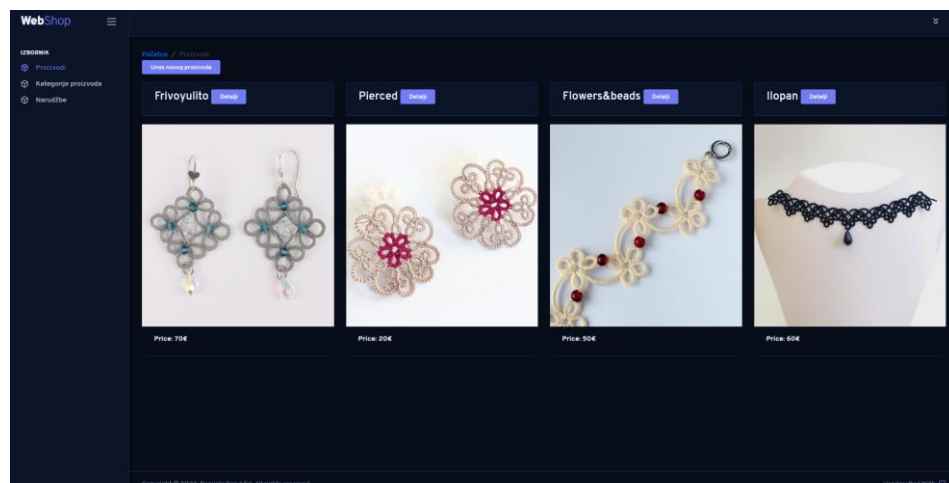 WebShop
IZBORNIK
Proizvodi
Kategorije proizvoda
Narudžbe
Početna / Proizvodi
Unos novog proizvoda
Frivoyulito Detalji
Pierced Detalji
Flowers&beads Detalji
Ilopan Detalji
Price: 70€
Price: 20€
Price: 50€
Price: 60€